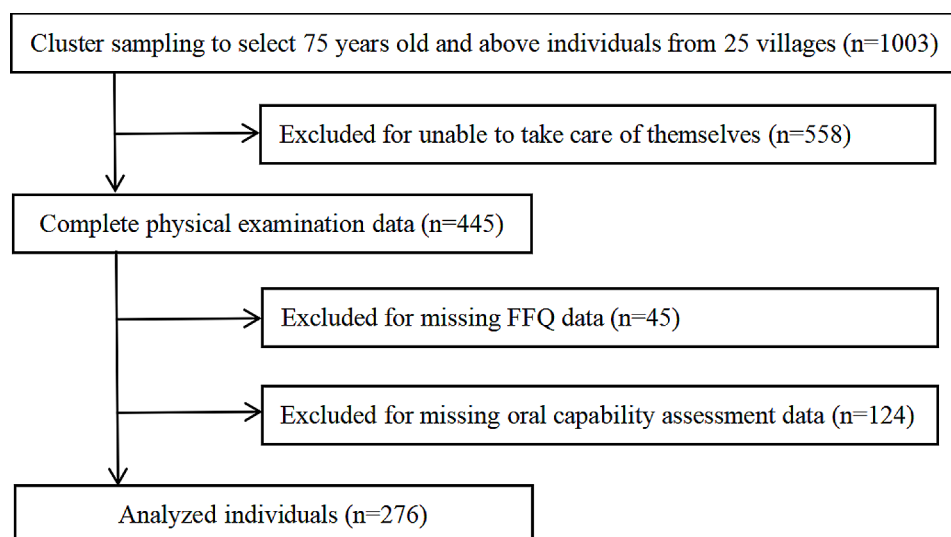 Cluster sampling to select 75 years old and above individuals from 25 villages (n=1003)
Excluded for unable to take care of themselves (n=558)
Complete physical examination data (n=445)
Excluded for missing FFQ data (n=45)
Excluded for missing oral capability assessment data (n=124)
Analyzed individuals (n=276)